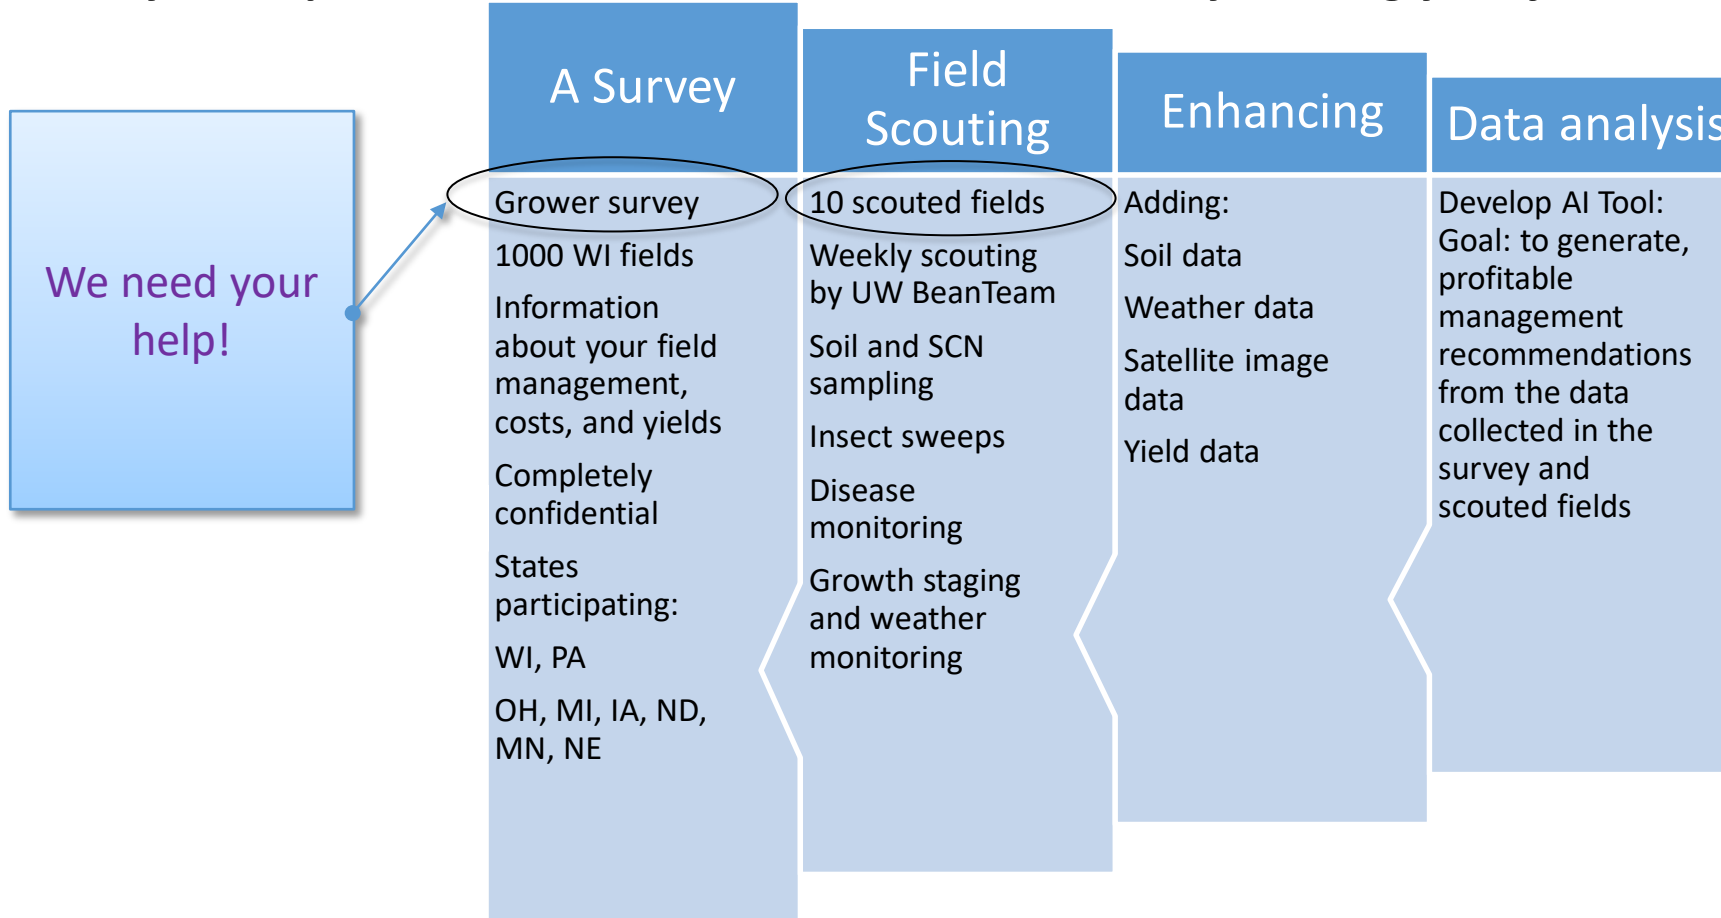 We need your
help!
A Survey
Grower survey
1000 WI fields
Information
about your field
management,
costs, and yields
Completely
confidential
States
participating:
WI, PA
OH, MI, IA, ND,
MN, NE
Field
Scouting
10 scouted fields
Weekly scouting
by UW BeanTeam
Soil and SCN
sampling
Insect sweeps
Disease
monitoring
Growth staging
and weather
monitoring
Enhancing
Adding:
Soil data
Weather data
Satellite image
data
Yield data
Data analysis
Develop AI Tool:
Goal: to generate,
profitable
management
recommendations
from the data
collected in the
survey and
scouted fields